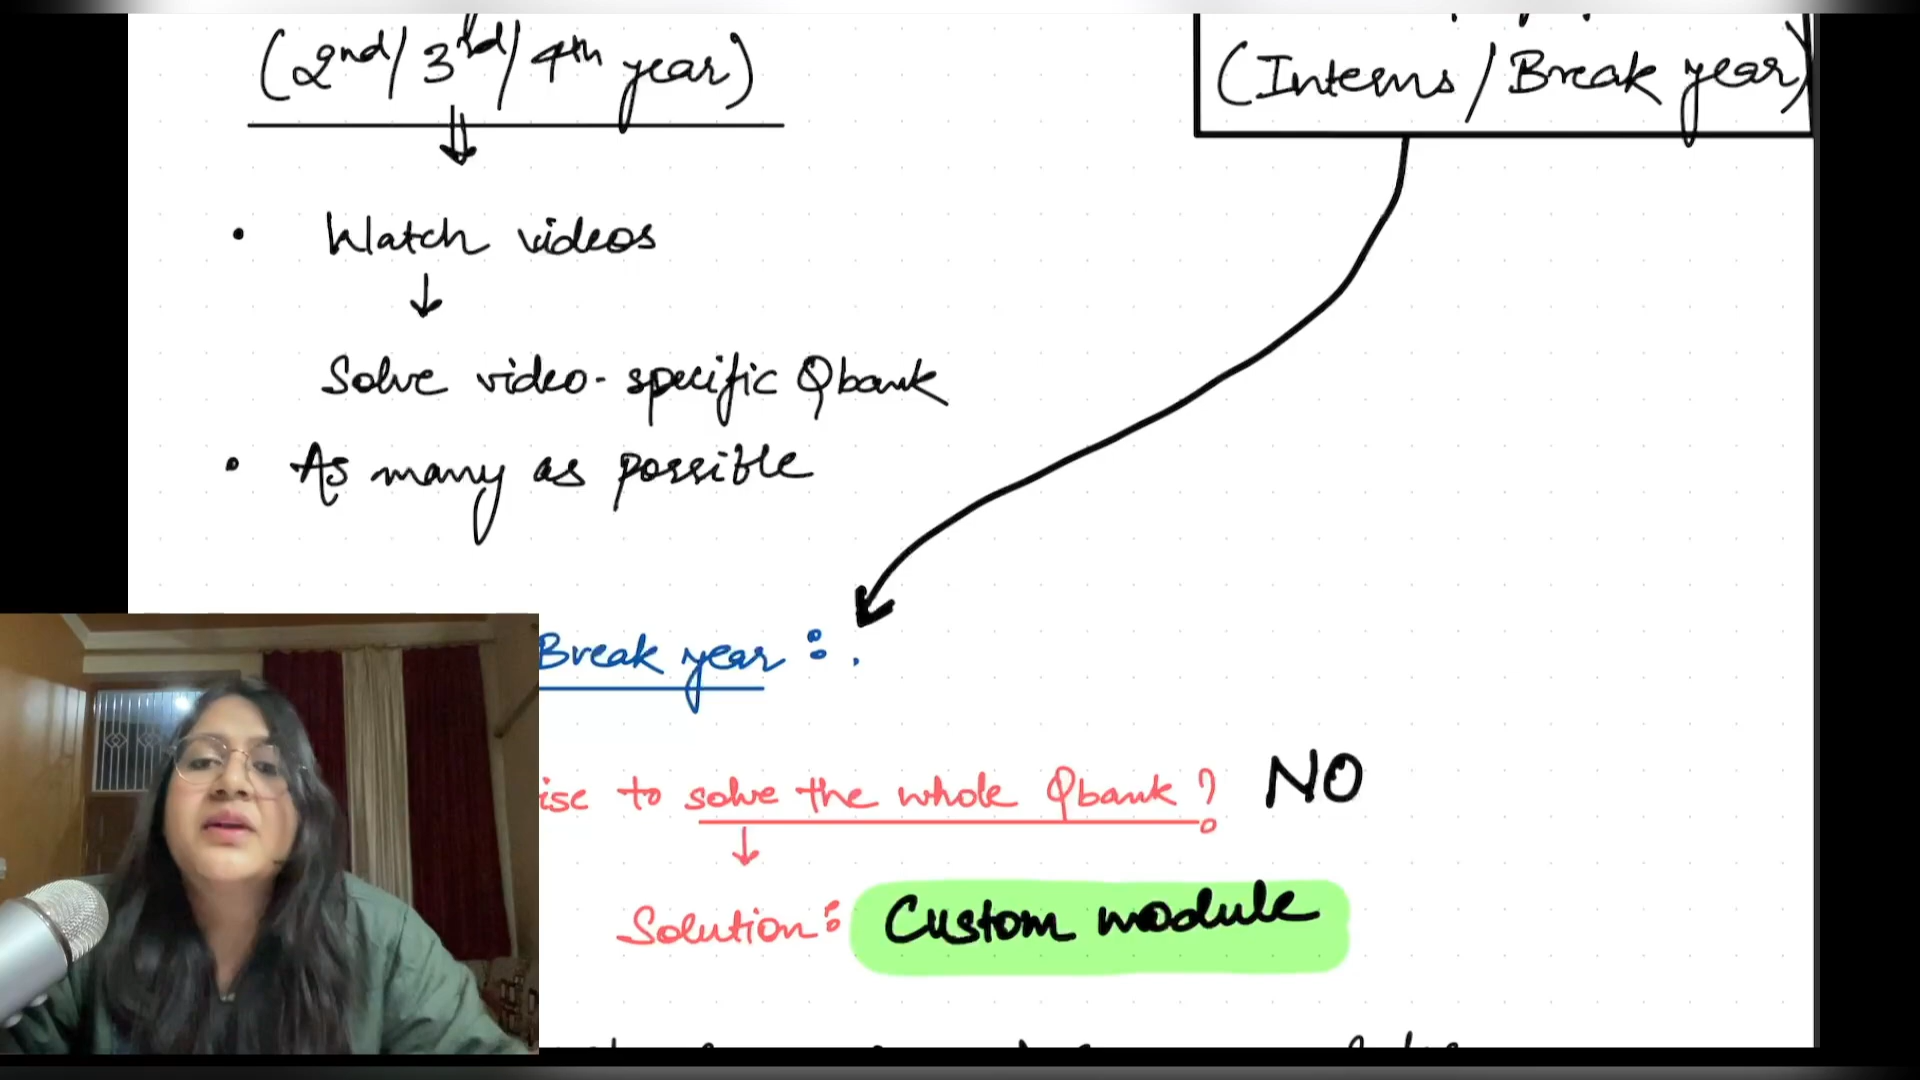 (2nd/ 3rd/ 4th year)
(Interns / Break year)
• Watch videos
↓
Solve video-specific Qbank
• As many as possible
Break year :
to solve the whole Qbank? NO
↓
Solution: Custom module